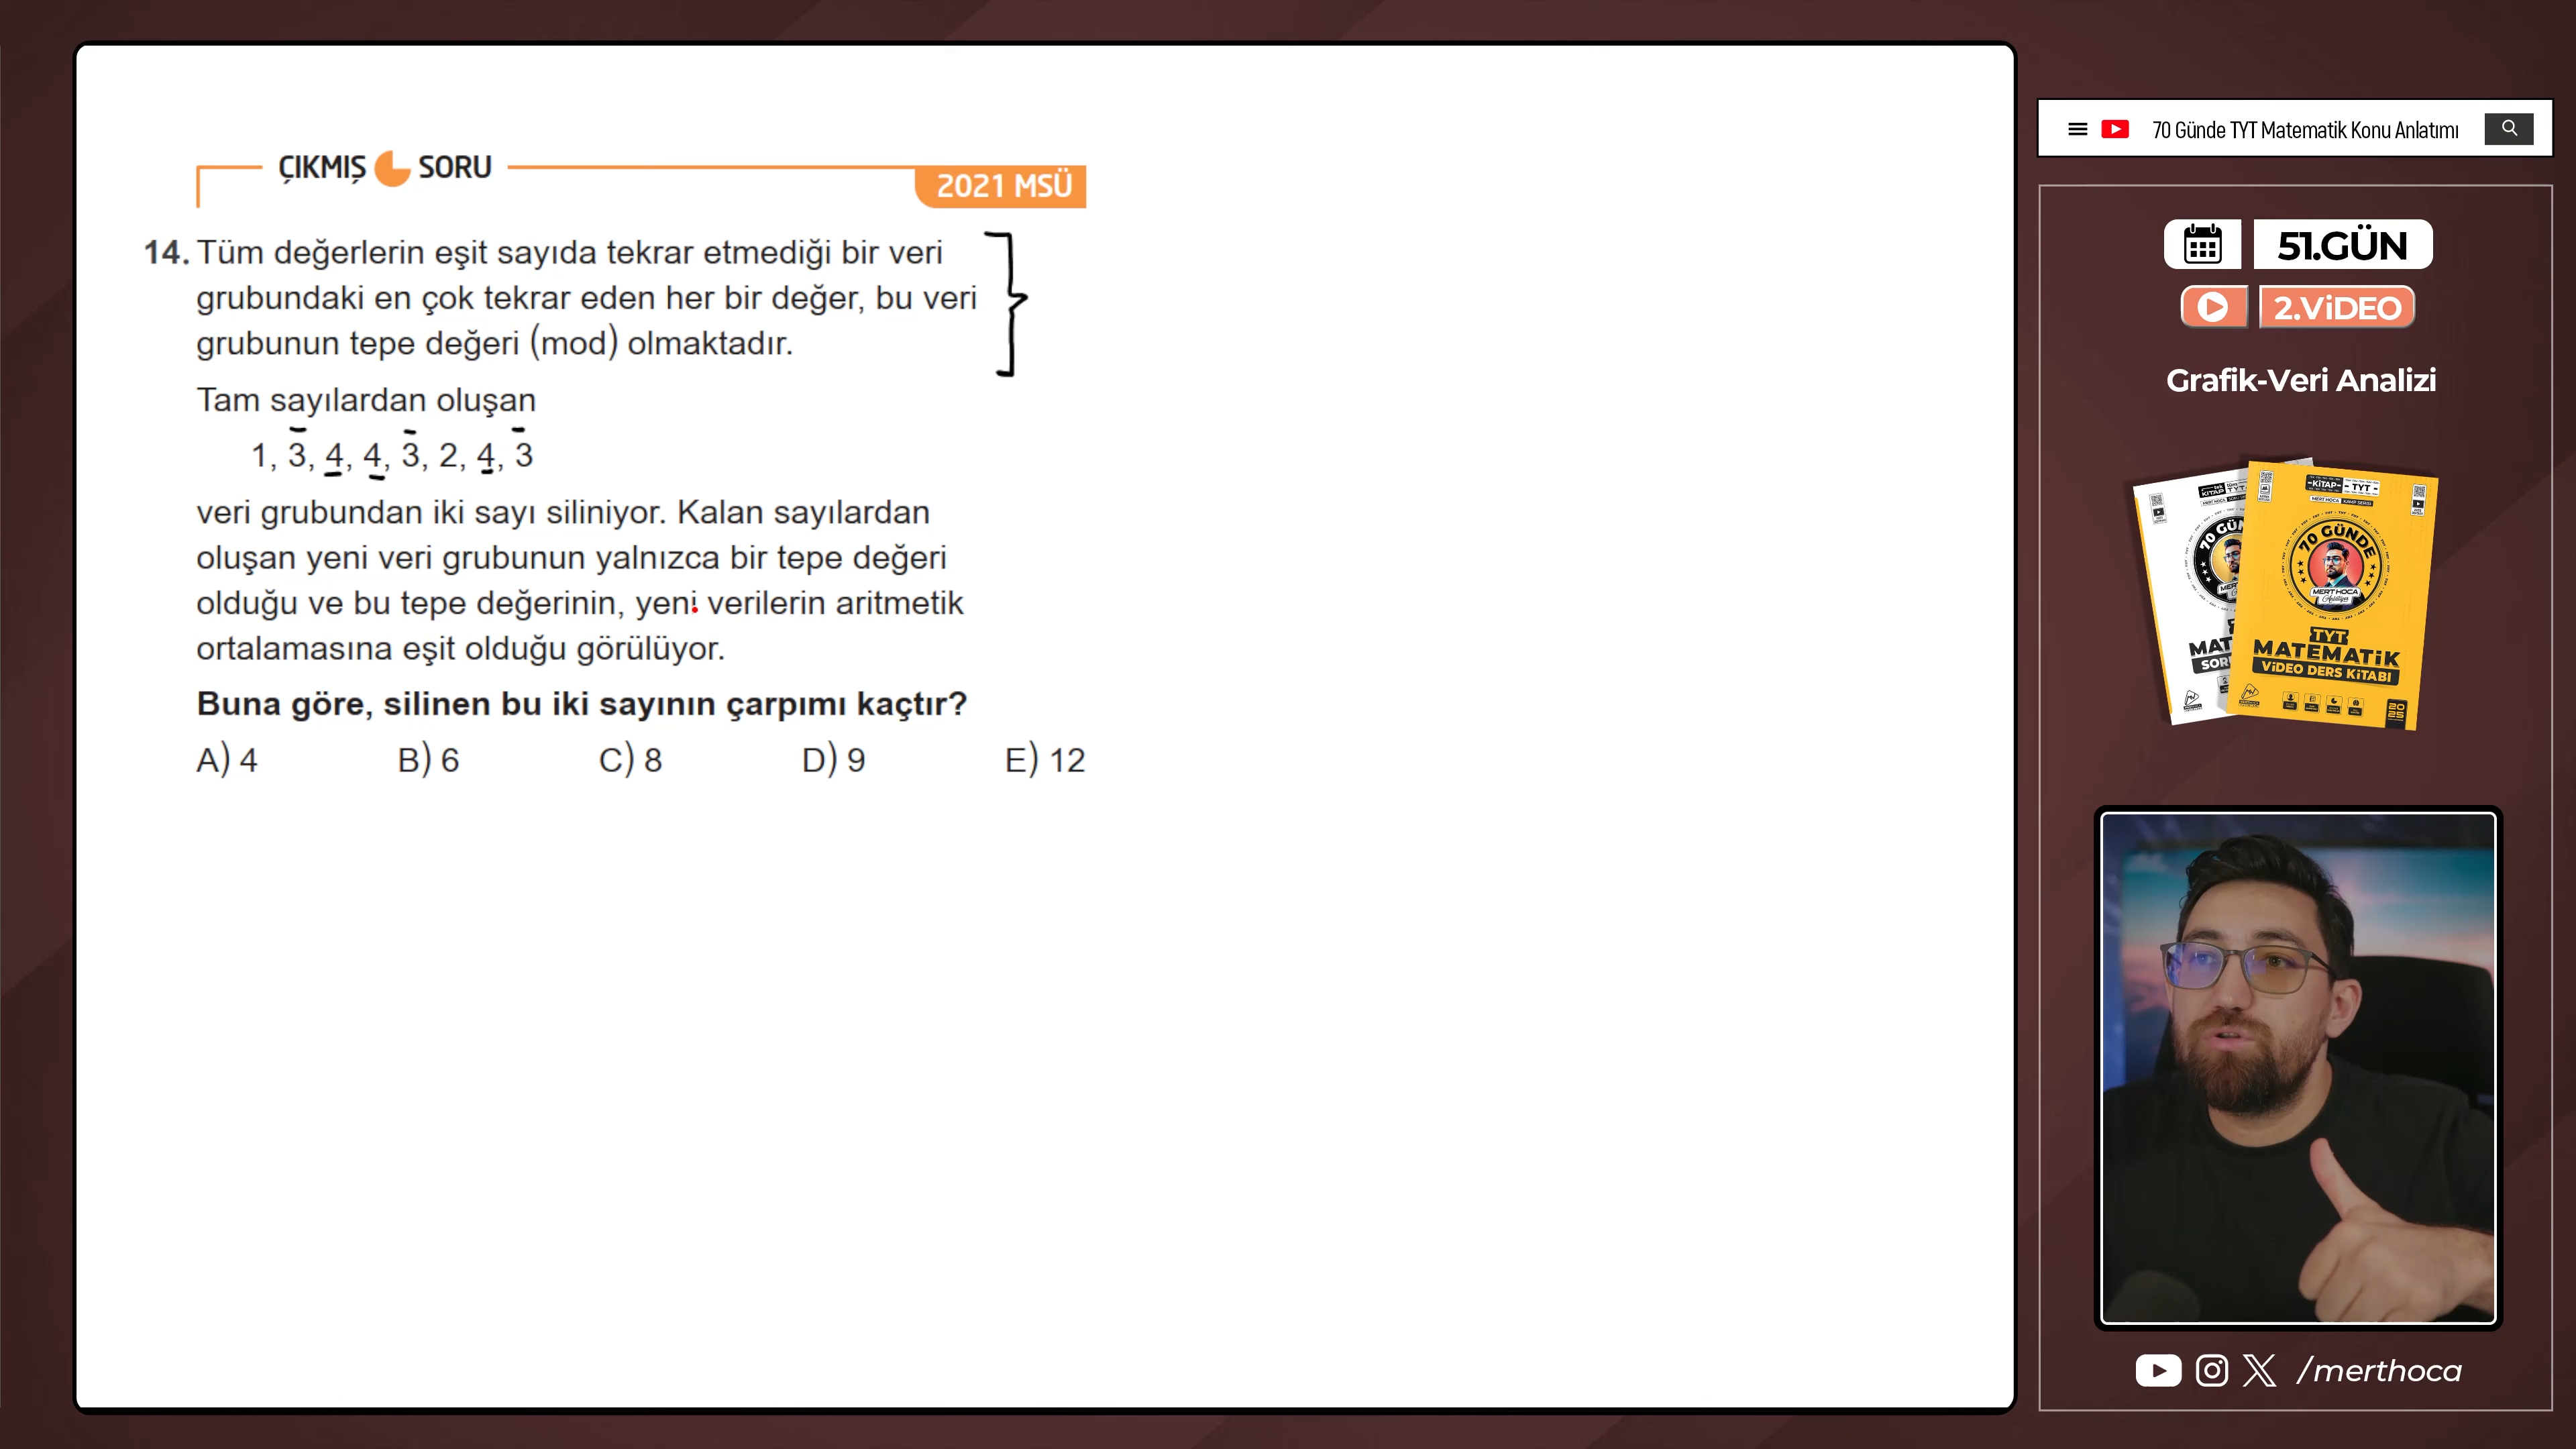 ÇIKMIŞ SORU
2021 MSÜ
14. Tüm değerlerin eşit sayıda tekrar etmediği bir veri
grubundaki en çok tekrar eden her bir değer, bu veri
grubunun tepe değeri (mod) olmaktadır.
Tam sayılardan oluşan
1, 3, 4, 4, 3, 2, 4, 3
veri grubundan iki sayı siliniyor. Kalan sayılardan
oluşan yeni veri grubunun yalnızca bir tepe değeri
olduğu ve bu tepe değerinin, yeni verilerin aritmetik
ortalamasına eşit olduğu görülüyor.
Buna göre, silinen bu iki sayının çarpımı kaçtır?
A) 4 B) 6 C) 8 D) 9 E) 12
70 Günde TYT Matematik Konu Anlatımı
51.GÜN
2.ViDEO
Grafik-Veri Analizi
KiTAP TYT
70 GÜNDE
MERT HOCA
TYT
MATEMATiK
ViDEO DERS KiTABI
2025
/merthoca